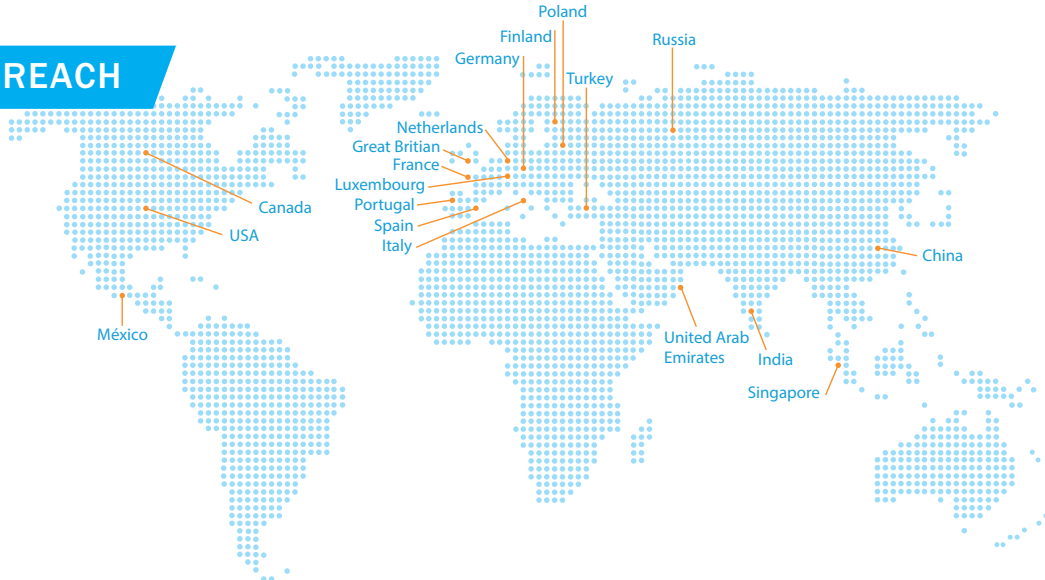 REACH
Poland
Finland
Russia
Germany
Turkey
Netherlands
Great Britian
France
Luxembourg
Portugal
Spain
Italy
Canada
USA
China
México
United Arab
Emirates
India
Singapore